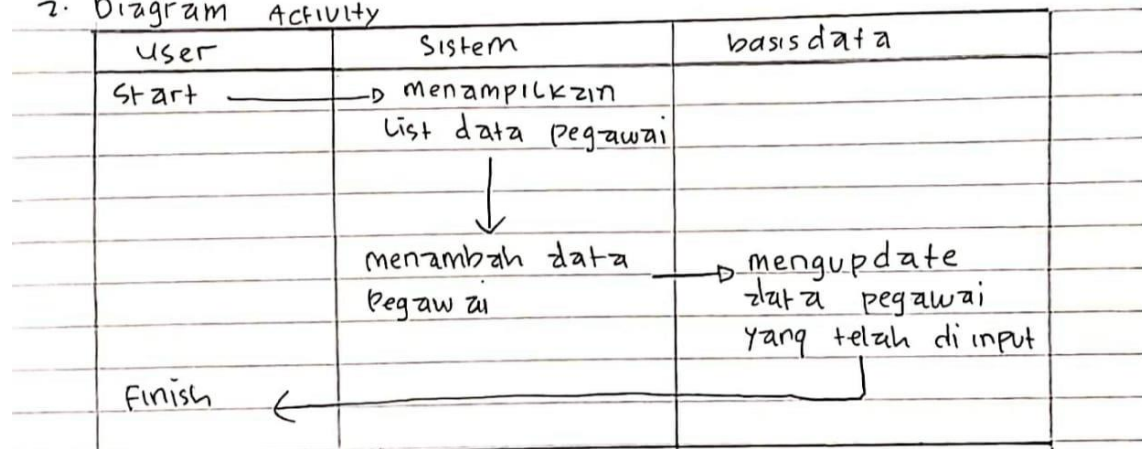 2. Diagram Activity
User Sistem basis data
Start menampilkan
List data pegawai
menambah data mengupdate
Pegawai data pegawai
yang telah di input
Finish